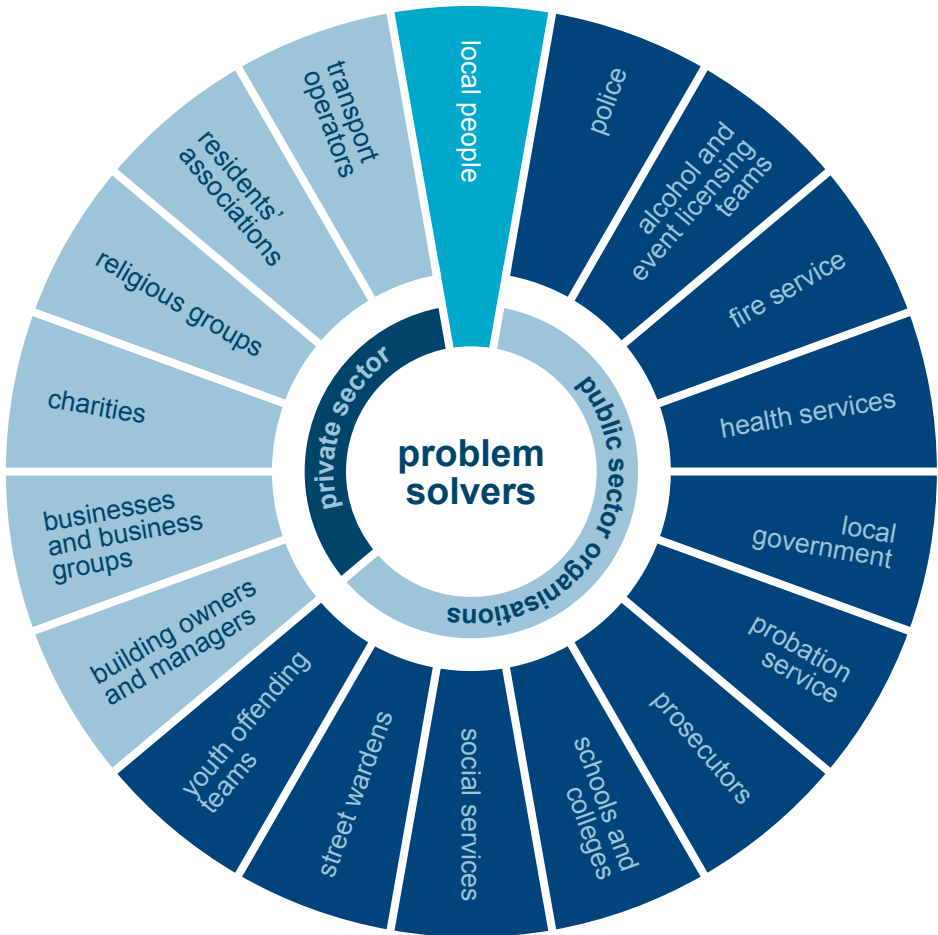 problem
solvers
local people
public sector organisations
police
alcohol and
event licensing
teams
fire service
health services
local
government
probation
service
prosecutors
schools and
colleges
social services
street wardens
youth offending
teams
private sector
building owners
and managers
businesses
and business
groups
charities
religious groups
residents’
associations
transport
operators